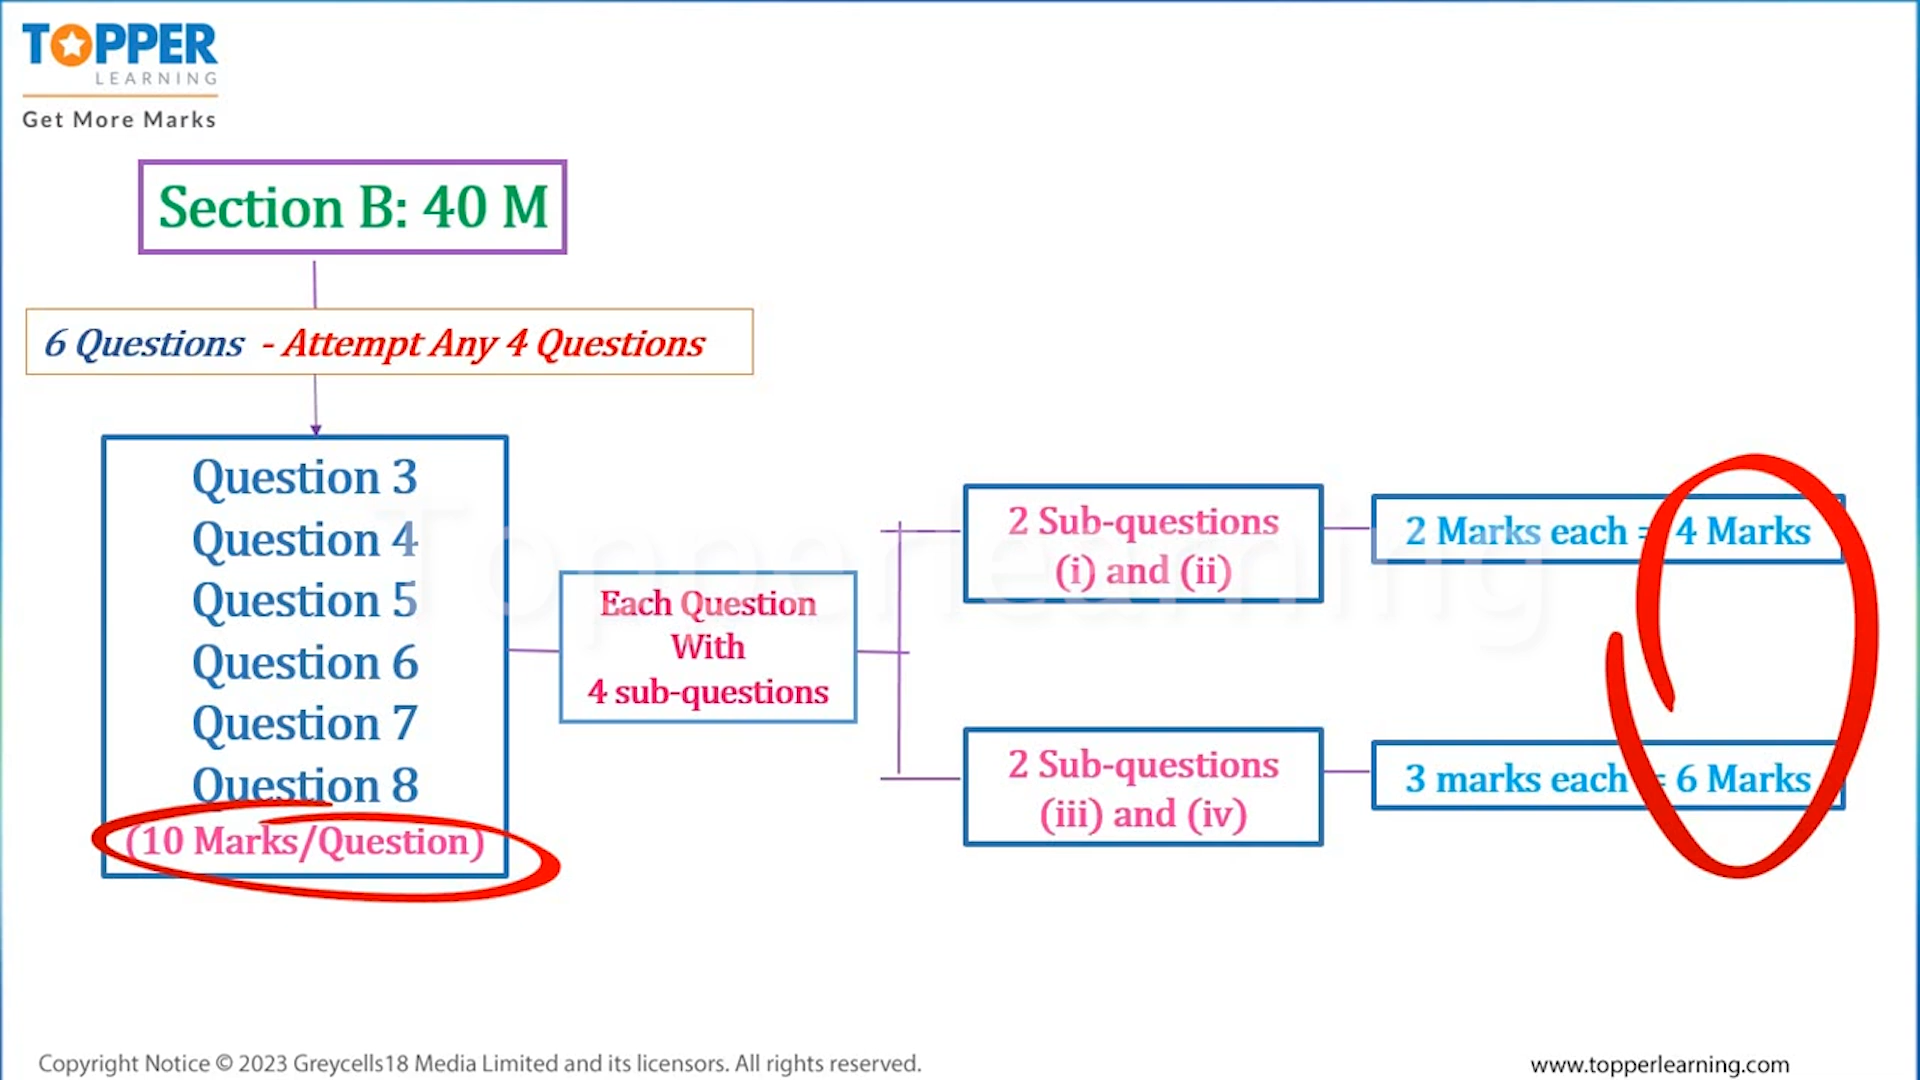 TOPPER
LEARNING
Get More Marks
Section B: 40 M
6 Questions - Attempt Any 4 Questions
Question 3
Question 4
Question 5
Question 6
Question 7
Question 8
(10 Marks/Question)
Each Question
With
4 sub-questions
2 Sub-questions
(i) and (ii)
2 Marks each = 4 Marks
2 Sub-questions
(iii) and (iv)
3 marks each = 6 Marks
Topperlearning
Copyright Notice © 2023 Greycells18 Media Limited and its licensors. All rights reserved.
www.topperlearning.com